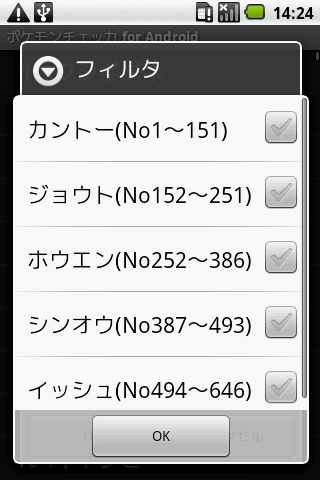 14:24
ポケモンチェッカ for Android
フィルタ
カントー(No1〜151)
ジョウト(No152〜251)
ホウエン(No252〜386)
シンオウ(No387〜493)
イッシュ(No494〜646)
OK